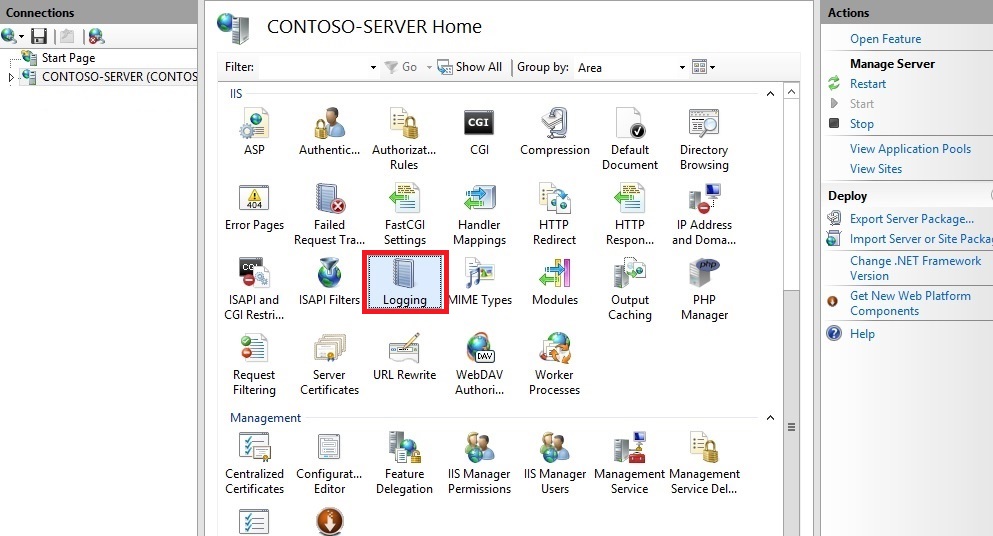 Connections
Start Page
CONTOSO-SERVER (CONTOS
CONTOSO-SERVER Home
Filter:
Go
Show All
Group by:
Area
IIS
ASP
Authentic...
Authorizat...
Rules
CGI
CGI
Compression
Default
Document
Directory
Browsing
404
Error Pages
Failed
Request Tra...
FastCGI
Settings
Handler
Mappings
HTTP
Redirect
HTTP
Respon...
IP Address
and Doma...
CGI
ISAPI and
CGI Restri...
ISAPI Filters
Logging
MIME Types
Modules
Output
Caching
php
PHP
Manager
Request
Filtering
Server
Certificates
URL Rewrite
DAV
WebDAV
Authori...
Worker
Processes
Management
Centralized
Certificates
Configurat...
Editor
Feature
Delegation
IIS Manager
Permissions
IIS Manager
Users
Management
Service
Management
Service Del...
Actions
Open Feature
Manage Server
Restart
Start
Stop
View Application Pools
View Sites
Deploy
Export Server Package...
Import Server or Site Packag
Change .NET Framework
Version
Get New Web Platform
Components
Help